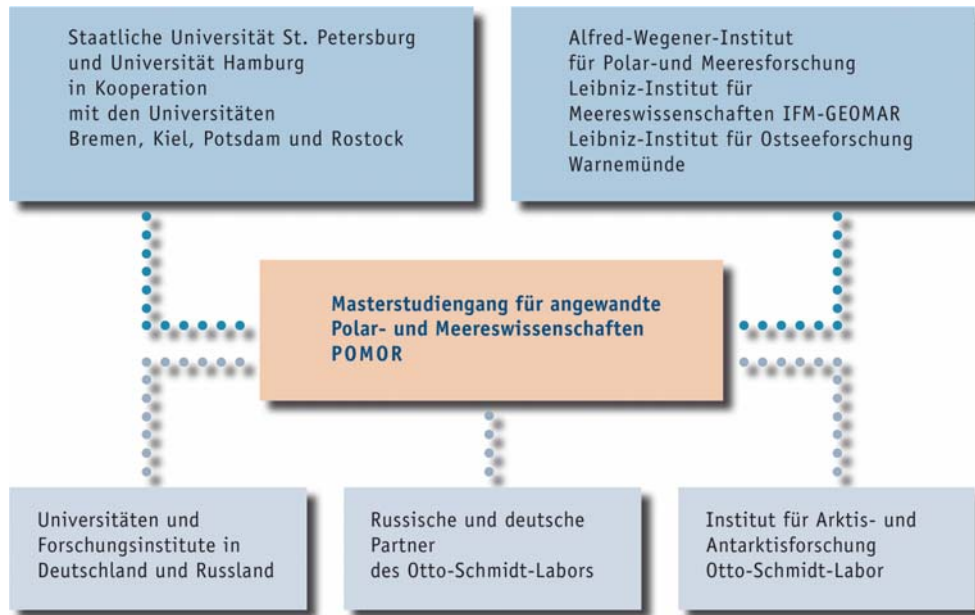 Staatliche Universität St. Petersburg
und Universität Hamburg
in Kooperation
mit den Universitäten
Bremen, Kiel, Potsdam und Rostock
Alfred-Wegener-Institut
für Polar-und Meeresforschung
Leibniz-Institut für
Meereswissenschaften IFM-GEOMAR
Leibniz-Institut für Ostseeforschung
Warnemünde
Masterstudiengang für angewandte
Polar- und Meereswissenschaften
POMOR
Universitäten und
Forschungsinstitute in
Deutschland und Russland
Russische und deutsche
Partner
des Otto-Schmidt-Labors
Institut für Arktis- und
Antarktisforschung
Otto-Schmidt-Labor